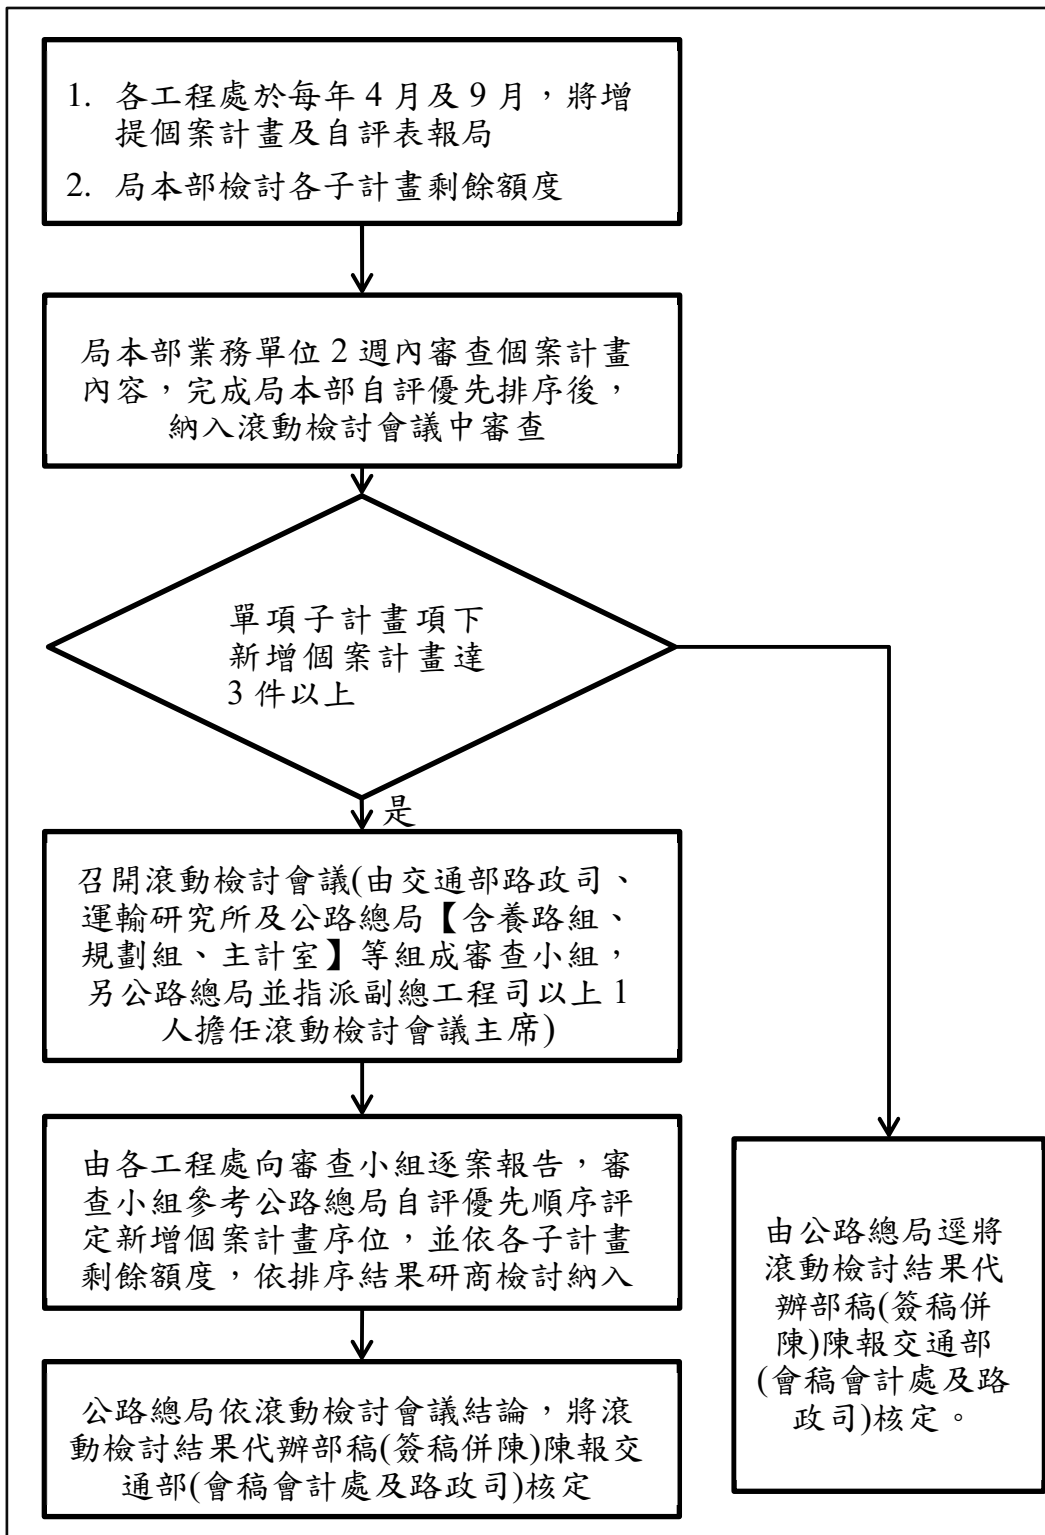 1. 各工程處於每年 4 月及 9 月，將增
提個案計畫及自評表報局
2. 局本部檢討各子計畫剩餘額度
局本部業務單位 2 週內審查個案計畫
內容，完成局本部自評優先排序後，
納入滾動檢討會議中審查
單項子計畫項下
新增個案計畫達
3 件以上
是
召開滾動檢討會議(由交通部路政司、
運輸研究所及公路總局【含養路組、
規劃組、主計室】等組成審查小組，
另公路總局並指派副總工程司以上 1
人擔任滾動檢討會議主席)
由各工程處向審查小組逐案報告，審
查小組參考公路總局自評優先順序評
定新增個案計畫序位，並依各子計畫
剩餘額度，依排序結果研商檢討納入
公路總局依滾動檢討會議結論，將滾
動檢討結果代辦部稿(簽稿併陳)陳報交
通部(會稿會計處及路政司)核定
由公路總局逕將
滾動檢討結果代
辦部稿(簽稿併
陳)陳報交通部
(會稿會計處及路
政司)核定。